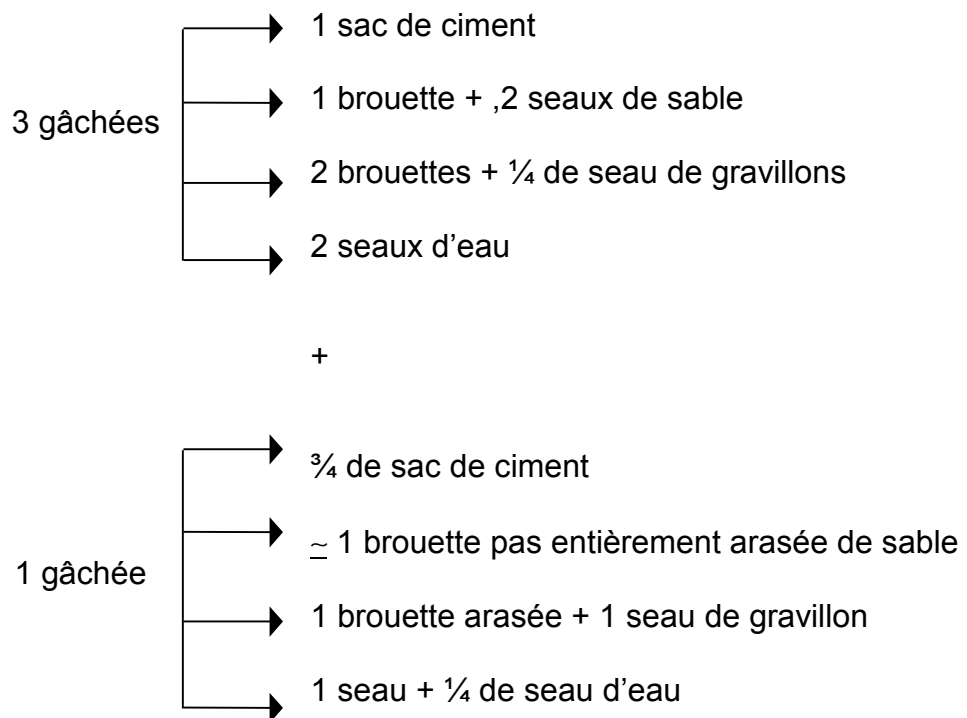 1 sac de ciment
1 brouette + ,2 seaux de sable
3 gâchées
2 brouettes + ¼ de seau de gravillons
2 seaux d’eau
+
¾ de sac de ciment
≃ 1 brouette pas entièrement arasée de sable
1 gâchée
1 brouette arasée + 1 seau de gravillon
1 seau + ¼ de seau d’eau